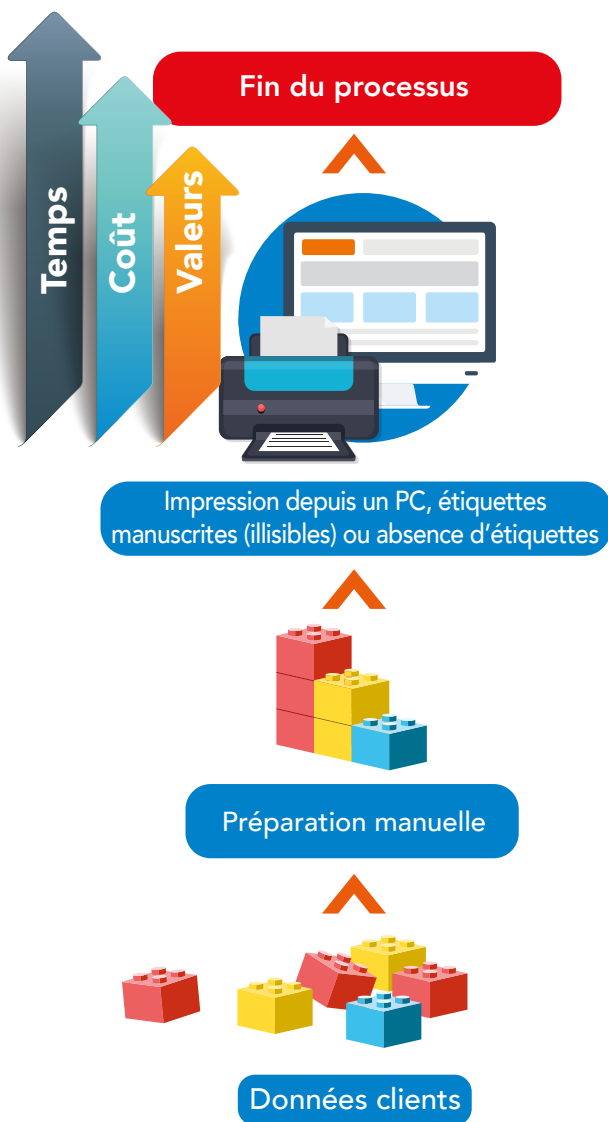 Fin du processus
Temps
Coût
Valeurs
Impression depuis un PC, étiquettes
manuscrites (illisibles) ou absence d’étiquettes
Préparation manuelle
Données clients